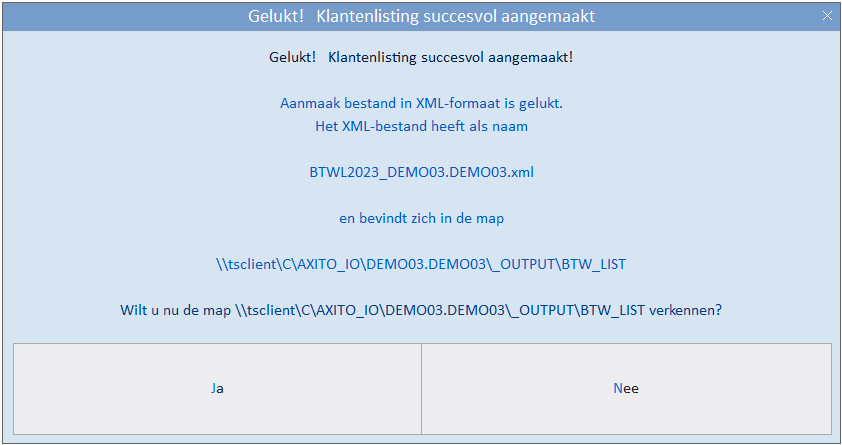 Gelukt!   Klantenlisting succesvol aangemaakt
Gelukt!   Klantenlisting succesvol aangemaakt!
Aanmaak bestand in XML-formaat is gelukt.
Het XML-bestand heeft als naam
BTWL2023_DEMO03.DEMO03.xml
en bevindt zich in de map
\\tsclient\C\AXITO_IO\DEMO03.DEMO03\_OUTPUT\BTW_LIST
Wilt u nu de map \\tsclient\C\AXITO_IO\DEMO03.DEMO03\_OUTPUT\BTW_LIST verkennen?
Ja
Nee